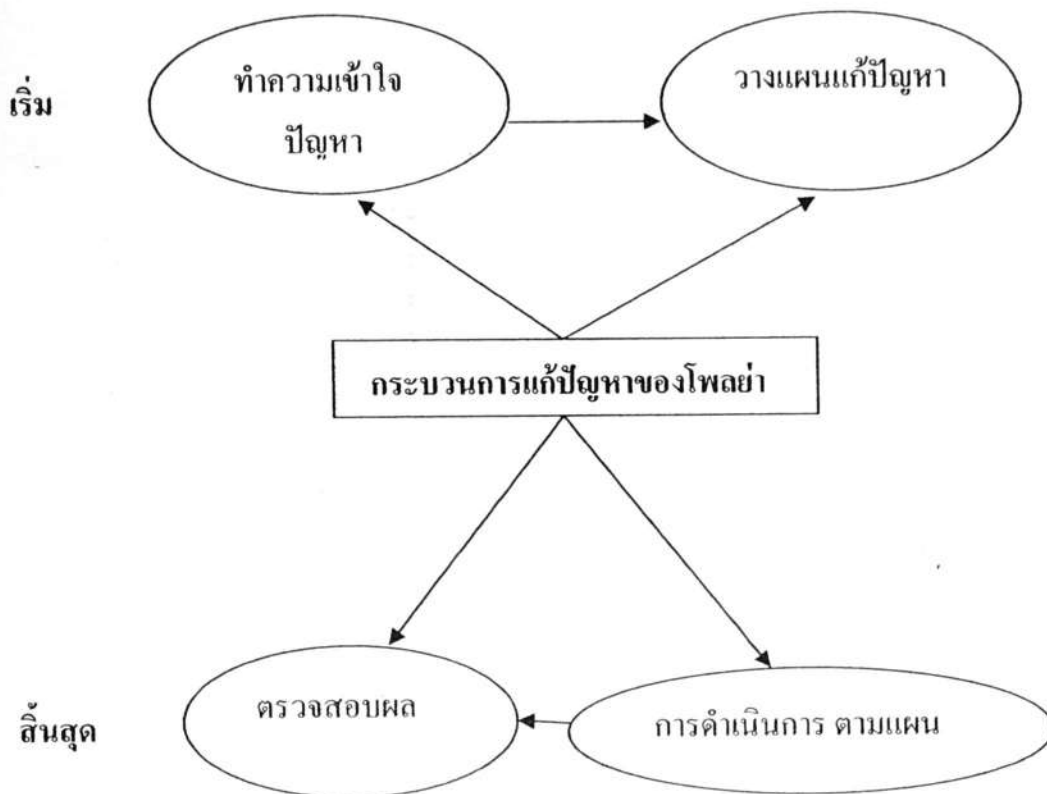 เริ่ม
ทำความเข้าใจ
ปัญหา
วางแผนแก้ปัญหา
กระบวนการแก้ปัญหาของโพลย่า
สิ้นสุด
ตรวจสอบผล
การดำเนินการ ตามแผน